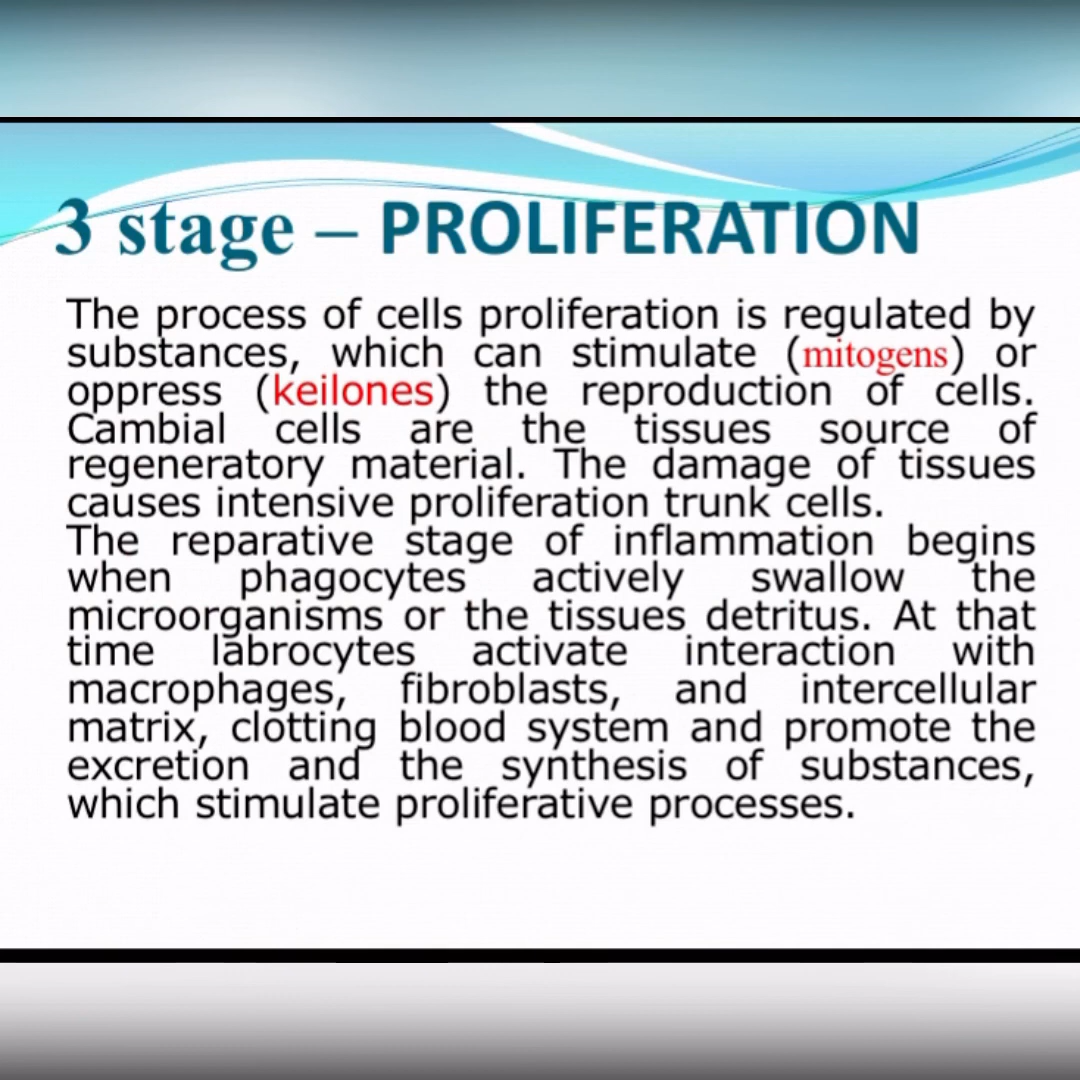 3 stage – PROLIFERATION
The process of cells proliferation is regulated by
substances, which can stimulate (mitogens) or
oppress (keilones) the reproduction of cells.
Cambial cells are the tissues source of
regeneratory material. The damage of tissues
causes intensive proliferation trunk cells.
The reparative stage of inflammation begins
when phagocytes actively swallow the
microorganisms or the tissues detritus. At that
time labrocytes activate interaction with
macrophages, fibroblasts, and intercellular
matrix, clotting blood system and promote the
excretion and the synthesis of substances,
which stimulate proliferative processes.